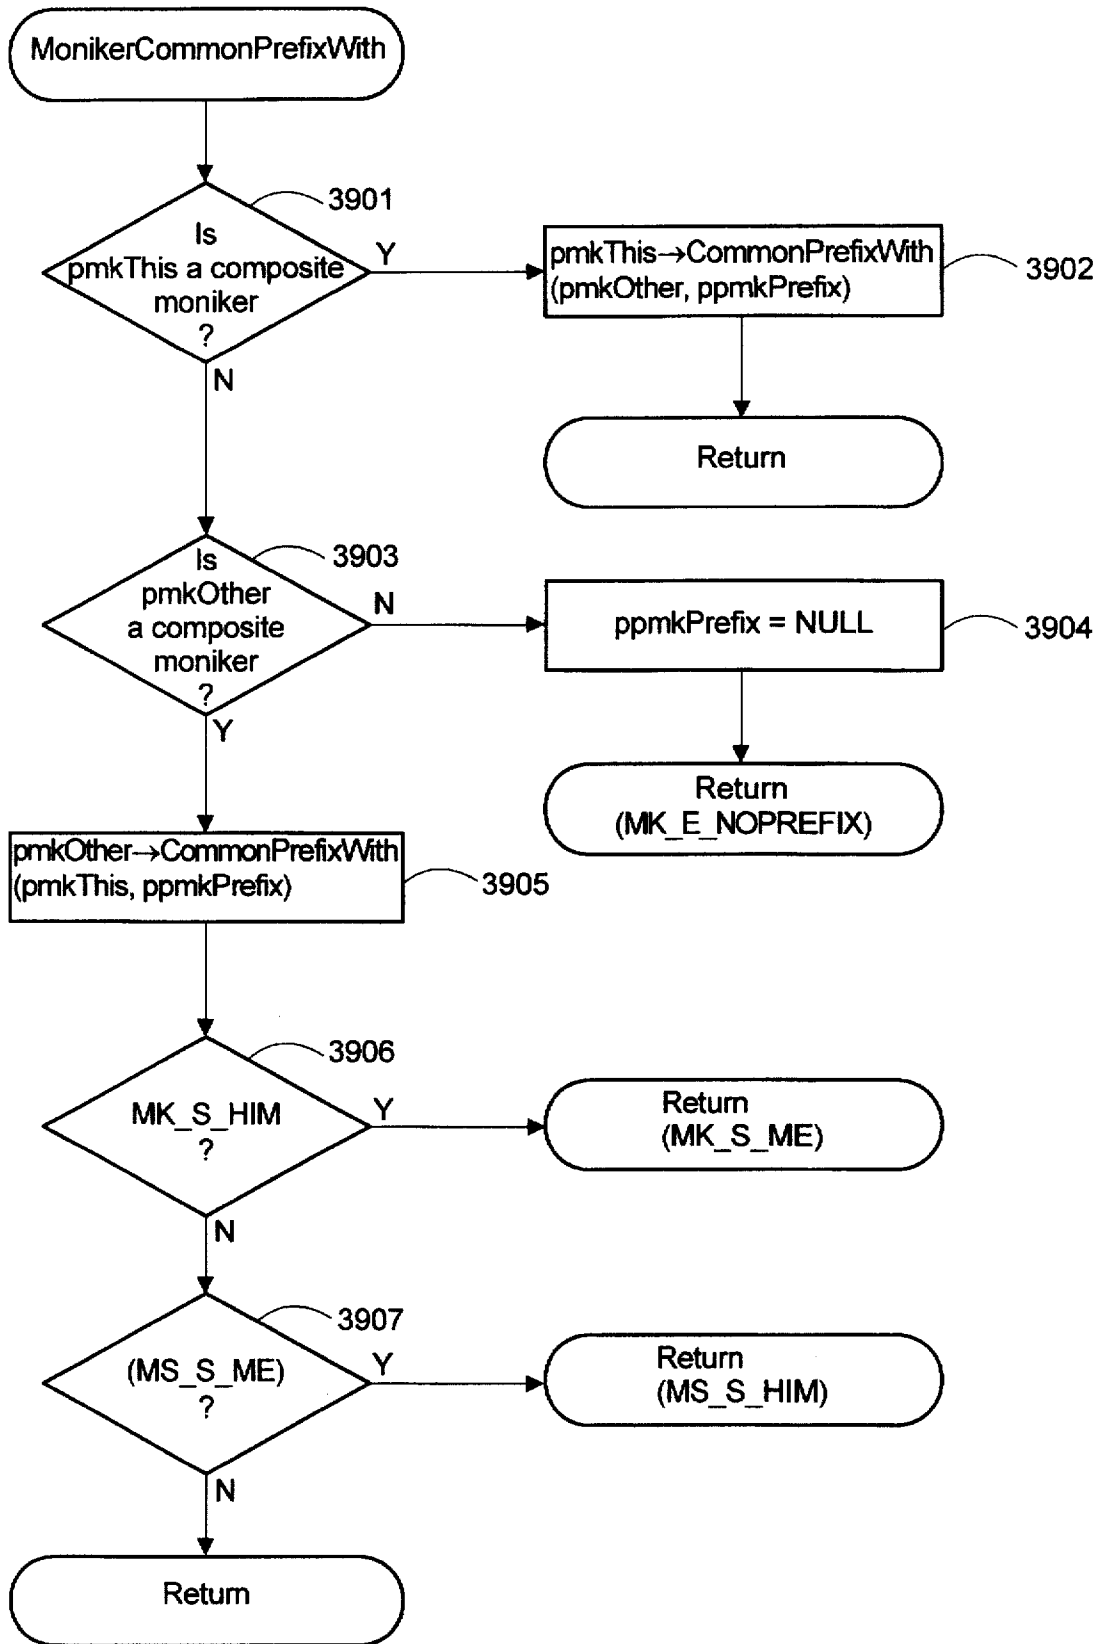 MonikerCommonPrefixWith
3901
Is
pmkThis a composite
moniker
?
Y
N
pmkThis→CommonPrefixWith
(pmkOther, ppmkPrefix)
3902
Return
3903
Is
pmkOther
a composite
moniker
?
N
Y
ppmkPrefix = NULL
3904
Return
(MK_E_NOPREFIX)
pmkOther→CommonPrefixWith
(pmkThis, ppmkPrefix)
3905
3906
MK_S_HIM
?
Y
N
Return
(MK_S_ME)
3907
(MS_S_ME)
?
Y
N
Return
(MS_S_HIM)
Return